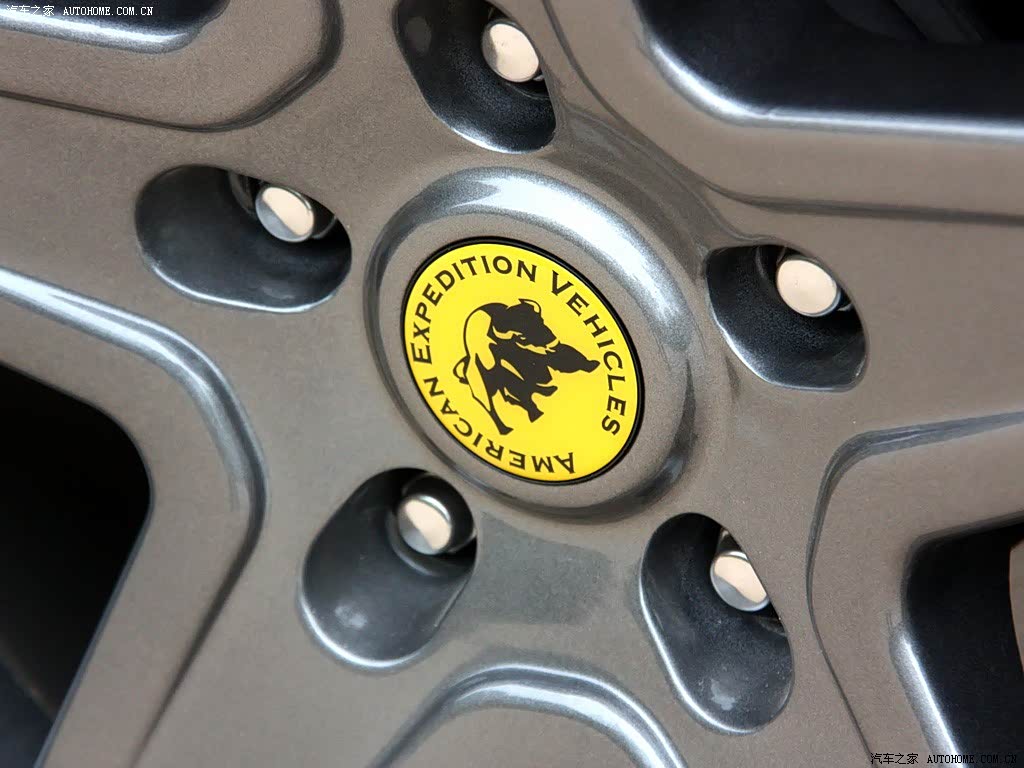 汽车之家 AUTOHOME.COM.CN
AMERICAN EXPEDITION VEHICLES
汽车之家 AUTOHOME.COM.CN